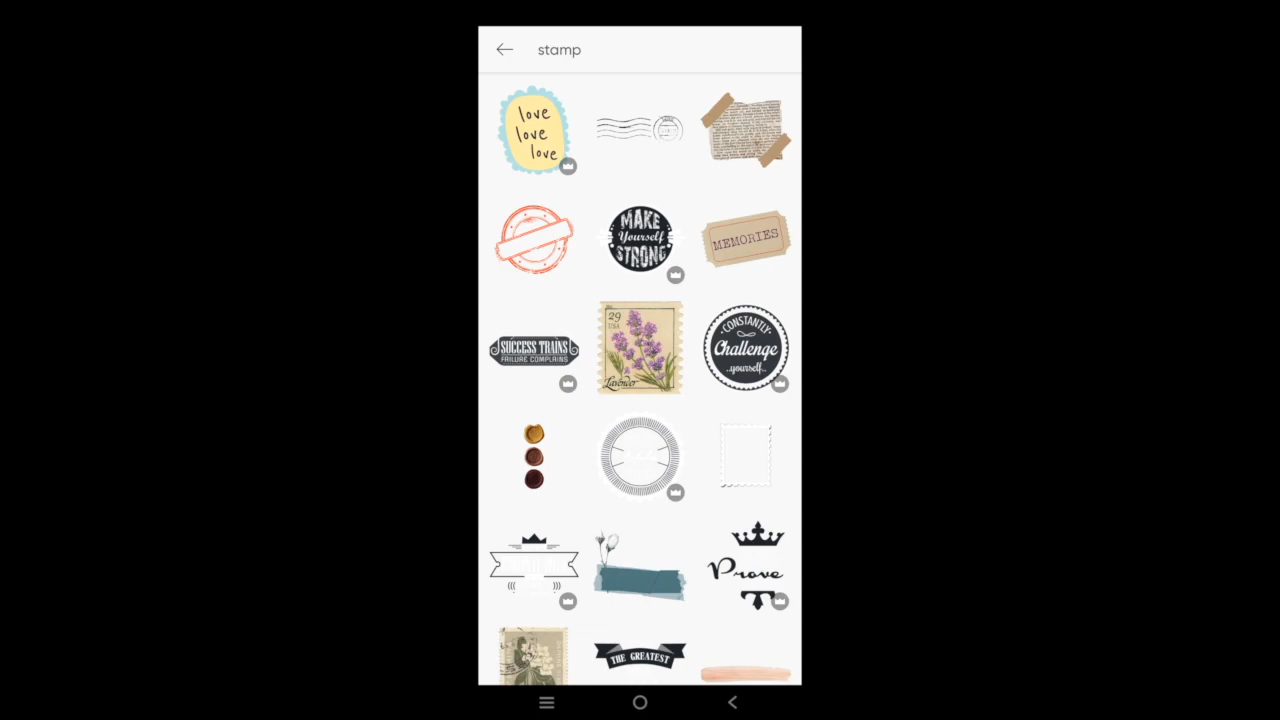 stamp
love
love
love
MAKE
Yourself
STRONG
MEMORIES
SUCCESS TRAINS
FAILURE COMPLAINS
29
USA
Lavender
CONSTANTLY
Challenge
..yourself..
Prove
THE GREATEST